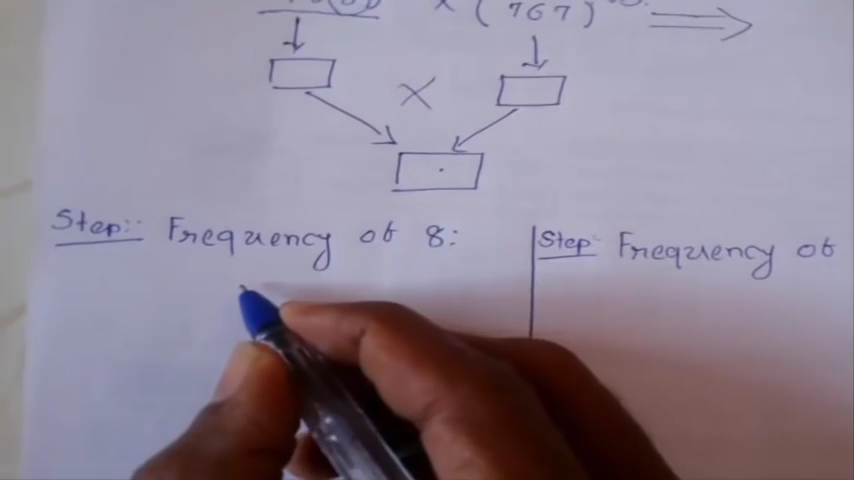 × (767)
×
Step:- Frequency of 8:
Step:- Frequency of